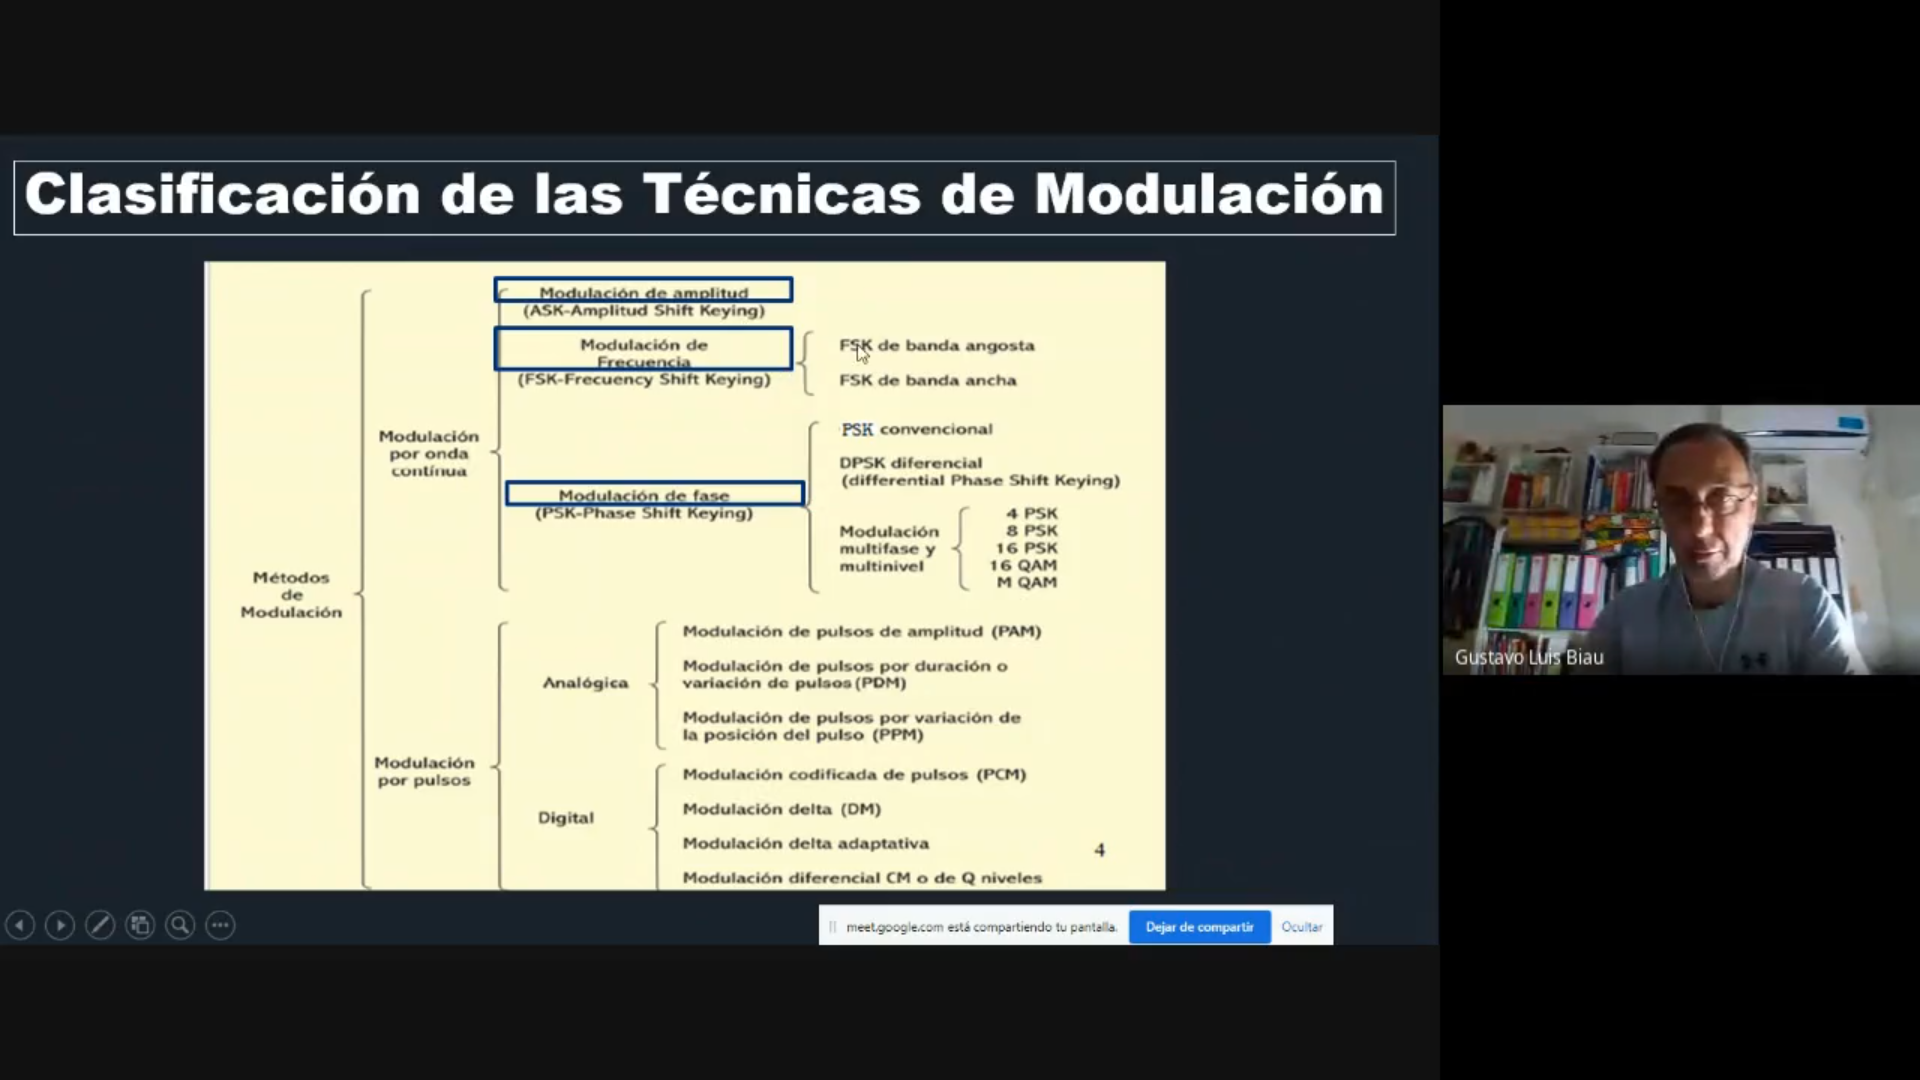 Clasificación de las Técnicas de Modulación
Métodos
de
Modulación
Modulación
por onda
contínua
Modulación de amplitud
(ASK-Amplitud Shift Keying)
Modulación de
Frecuencia
(FSK-Frecuency Shift Keying)
FSK de banda angosta
FSK de banda ancha
Modulación de fase
(PSK-Phase Shift Keying)
PSK convencional
DPSK diferencial
(differential Phase Shift Keying)
Modulación
multifase y
multinivel
4 PSK
8 PSK
16 PSK
16 QAM
M QAM
Modulación
por pulsos
Analógica
Modulación de pulsos de amplitud (PAM)
Modulación de pulsos por duración o
variación de pulsos (PDM)
Modulación de pulsos por variación de
la posición del pulso (PPM)
Digital
Modulación codificada de pulsos (PCM)
Modulación delta (DM)
Modulación delta adaptativa
Modulación diferencial CM o de Q niveles
4
meet.google.com está compartiendo tu pantalla.
Dejar de compartir
Ocultar
Gustavo Luis Biau